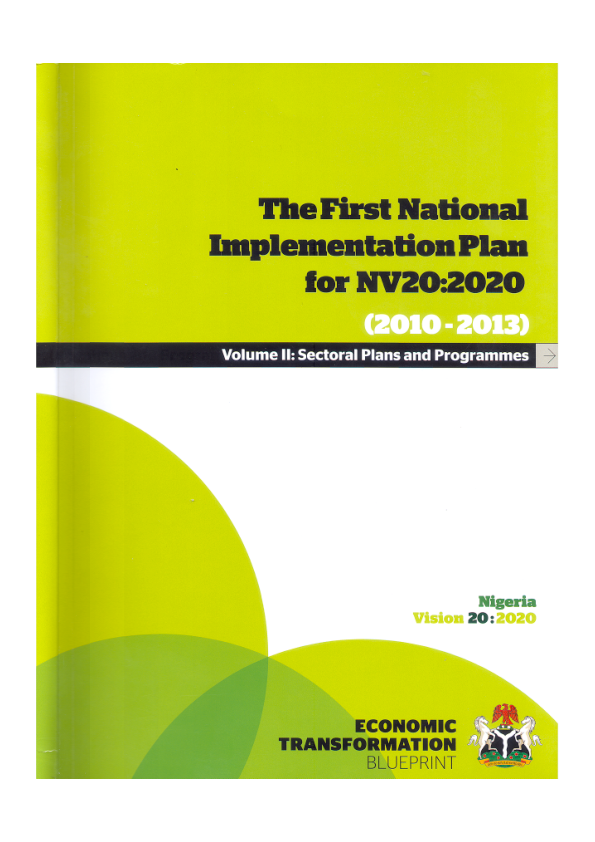 The First National
Implementation Plan
for NV20:2020
(2010 - 2013)
Volume II: Sectoral Plans and Programmes
Nigeria
Vision 20:2020
ECONOMIC
TRANSFORMATION
BLUEPRINT